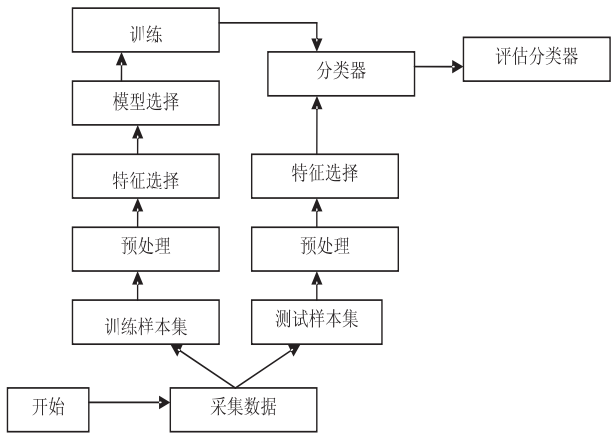 训练
分类器
评估分类器
模型选择
特征选择
特征选择
预处理
预处理
训练样本集
测试样本集
开始
采集数据